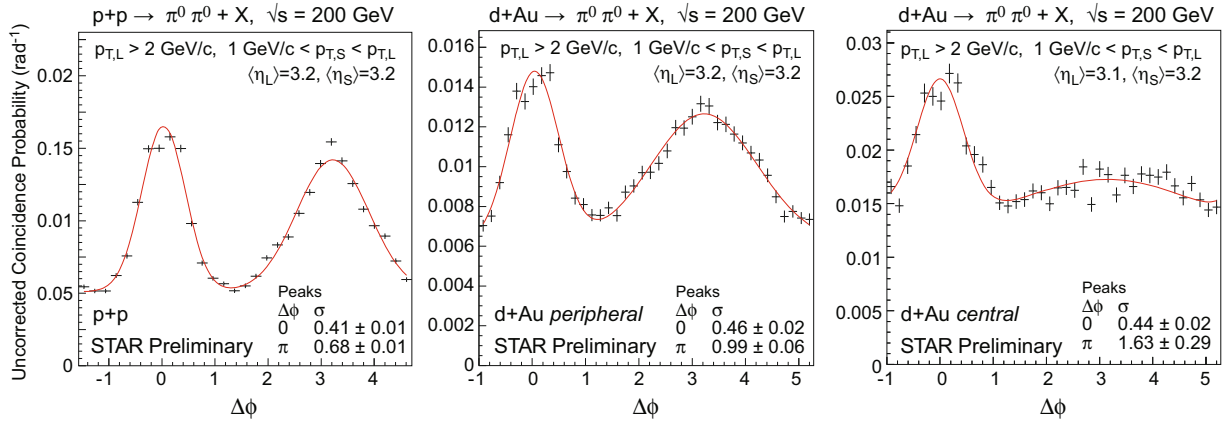 p+p → π⁰ π⁰ + X, √s = 200 GeV
Uncorrected Coincidence Probability (rad⁻¹)
p_T,L > 2 GeV/c, 1 GeV/c < p_T,S < p_T,L
⟨η_L⟩=3.2, ⟨η_S⟩=3.2
0.02
0.15
0.01
0.05
0
p+p
STAR Preliminary
Peaks
Δϕ σ
0 0.41 ± 0.01
π 0.68 ± 0.01
-1 0 1 2 3 4
Δϕ
d+Au → π⁰ π⁰ + X, √s = 200 GeV
p_T,L > 2 GeV/c, 1 GeV/c < p_T,S < p_T,L
⟨η_L⟩=3.2, ⟨η_S⟩=3.2
0.016
0.014
0.012
0.01
0.008
0.006
0.004
0.002
0
d+Au peripheral
STAR Preliminary
Peaks
Δϕ σ
0 0.46 ± 0.02
π 0.99 ± 0.06
-1 0 1 2 3 4 5
Δϕ
d+Au → π⁰ π⁰ + X, √s = 200 GeV
p_T,L > 2 GeV/c, 1 GeV/c < p_T,S < p_T,L
⟨η_L⟩=3.1, ⟨η_S⟩=3.2
0.03
0.025
0.02
0.015
0.01
0.005
0
d+Au central
STAR Preliminary
Peaks
Δϕ σ
0 0.44 ± 0.02
π 1.63 ± 0.29
-1 0 1 2 3 4 5
Δϕ